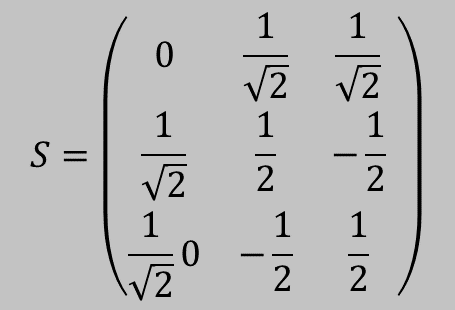 S = ( 0 1/√2 1/√2
1/√2 1/2 −1/2
1/√2 0 −1/2 1/2 )